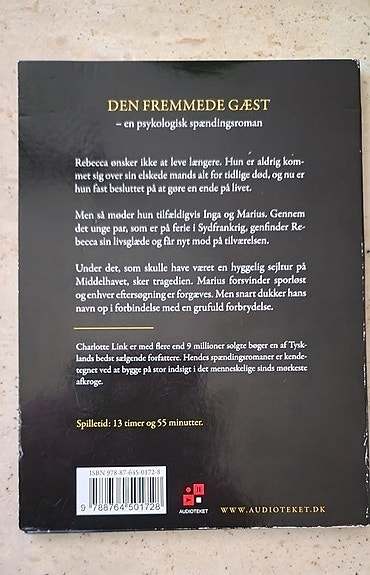 DEN FREMMEDE GÆST
– en psykologisk spændingsroman
Rebecca ønsker ikke at leve længere. Hun er aldrig kom-
met sig over sin elskede mands alt for tidlige død, og nu er
hun fast besluttet på at gøre en ende på livet.
Men så møder hun tilfældigvis Inga og Marius. Gennem
det unge par, som er på ferie i Sydfrankrig, genfinder Re-
becca sin livsglæde og får nyt mod på tilværelsen.
Under det, som skulle have været en hyggelig sejltur på
Middelhavet, sker tragedien. Marius forsvinder sporløst
og enhver eftersøgning er forgæves. Men snart dukker hans
navn op i forbindelse med en grufuld forbrydelse.
Charlotte Link er med flere end 9 millioner solgte bøger en af Tysk-
lands bedst sælgende forfattere. Hendes spændingsromaner er kende-
tegnet ved at bygge på stor indsigt i det menneskelige sinds mørkeste
afkroge.
Spilletid: 13 timer og 55 minutter.
ISBN 978-87-645-0172-8
9 788764 501728
AUDIOTEKET
WWW.AUDIOTEKET.DK